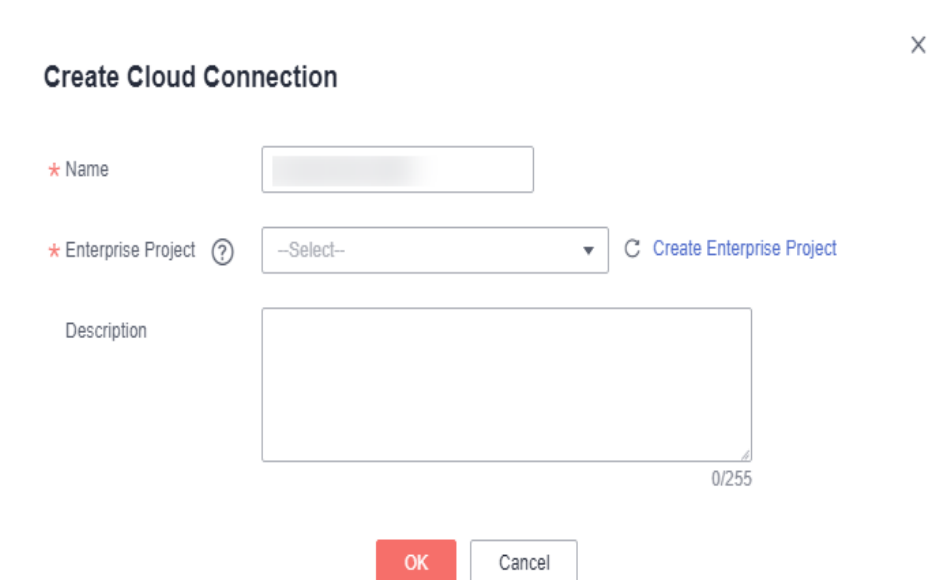 Create Cloud Connection
* Name
* Enterprise Project ? --Select-- Create Enterprise Project
Description
0/255
OK Cancel